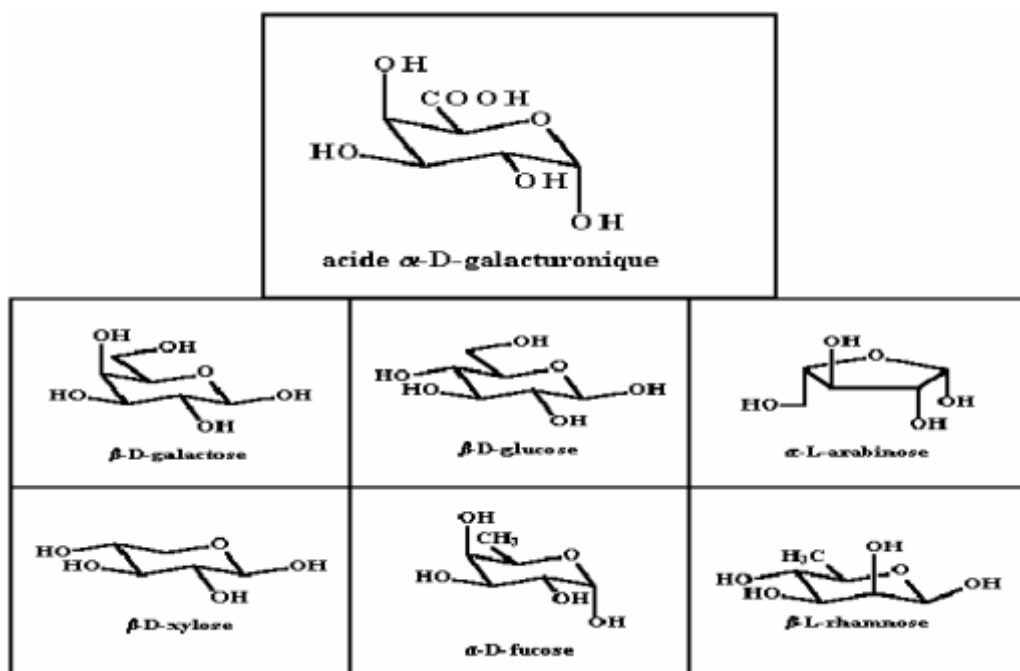 OH
COOH
O
HO
OH
OH
acide α-D-galacturonique
OH
OH
O
HO
OH
OH
β-D-galactose
OH
O
HO
HO
OH
OH
β-D-glucose
OH
O
HO
OH
OH
α-L-arabinose
O
HO
HO
OH
OH
β-D-xylose
OH
CH₃
O
HO
OH
OH
α-D-fucose
OH
H₃C
O
HO
HO
OH
β-L-rhamnose